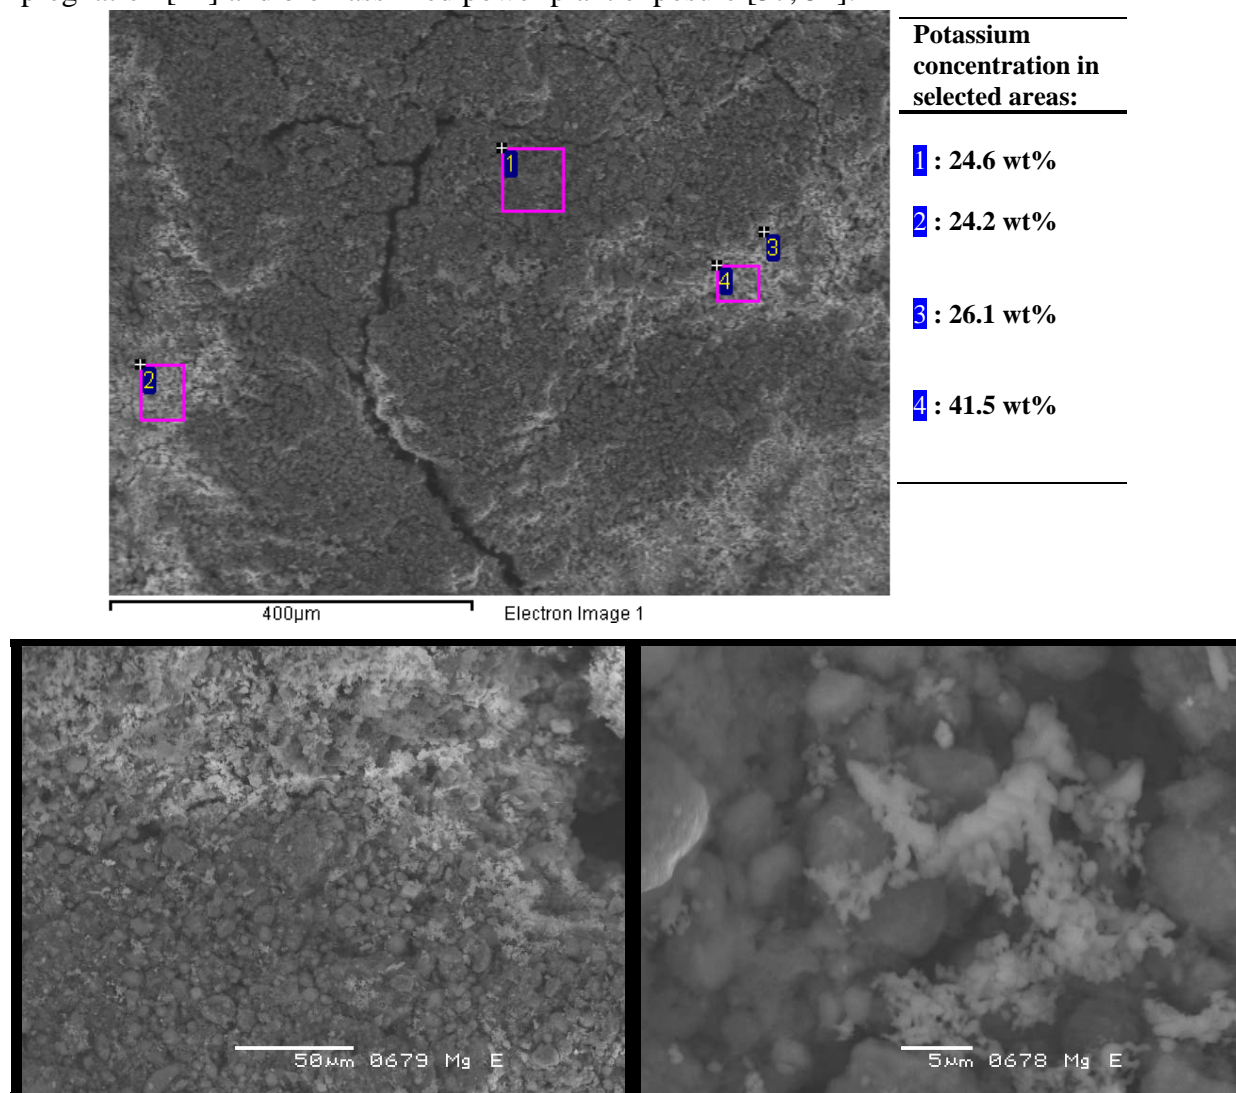 Potassium
concentration in
selected areas:
1 : 24.6 wt%
2 : 24.2 wt%
3 : 26.1 wt%
4 : 41.5 wt%
1
2
3
4
400µm Electron Image 1
50µm 0679 Mg E
5µm 0678 Mg E